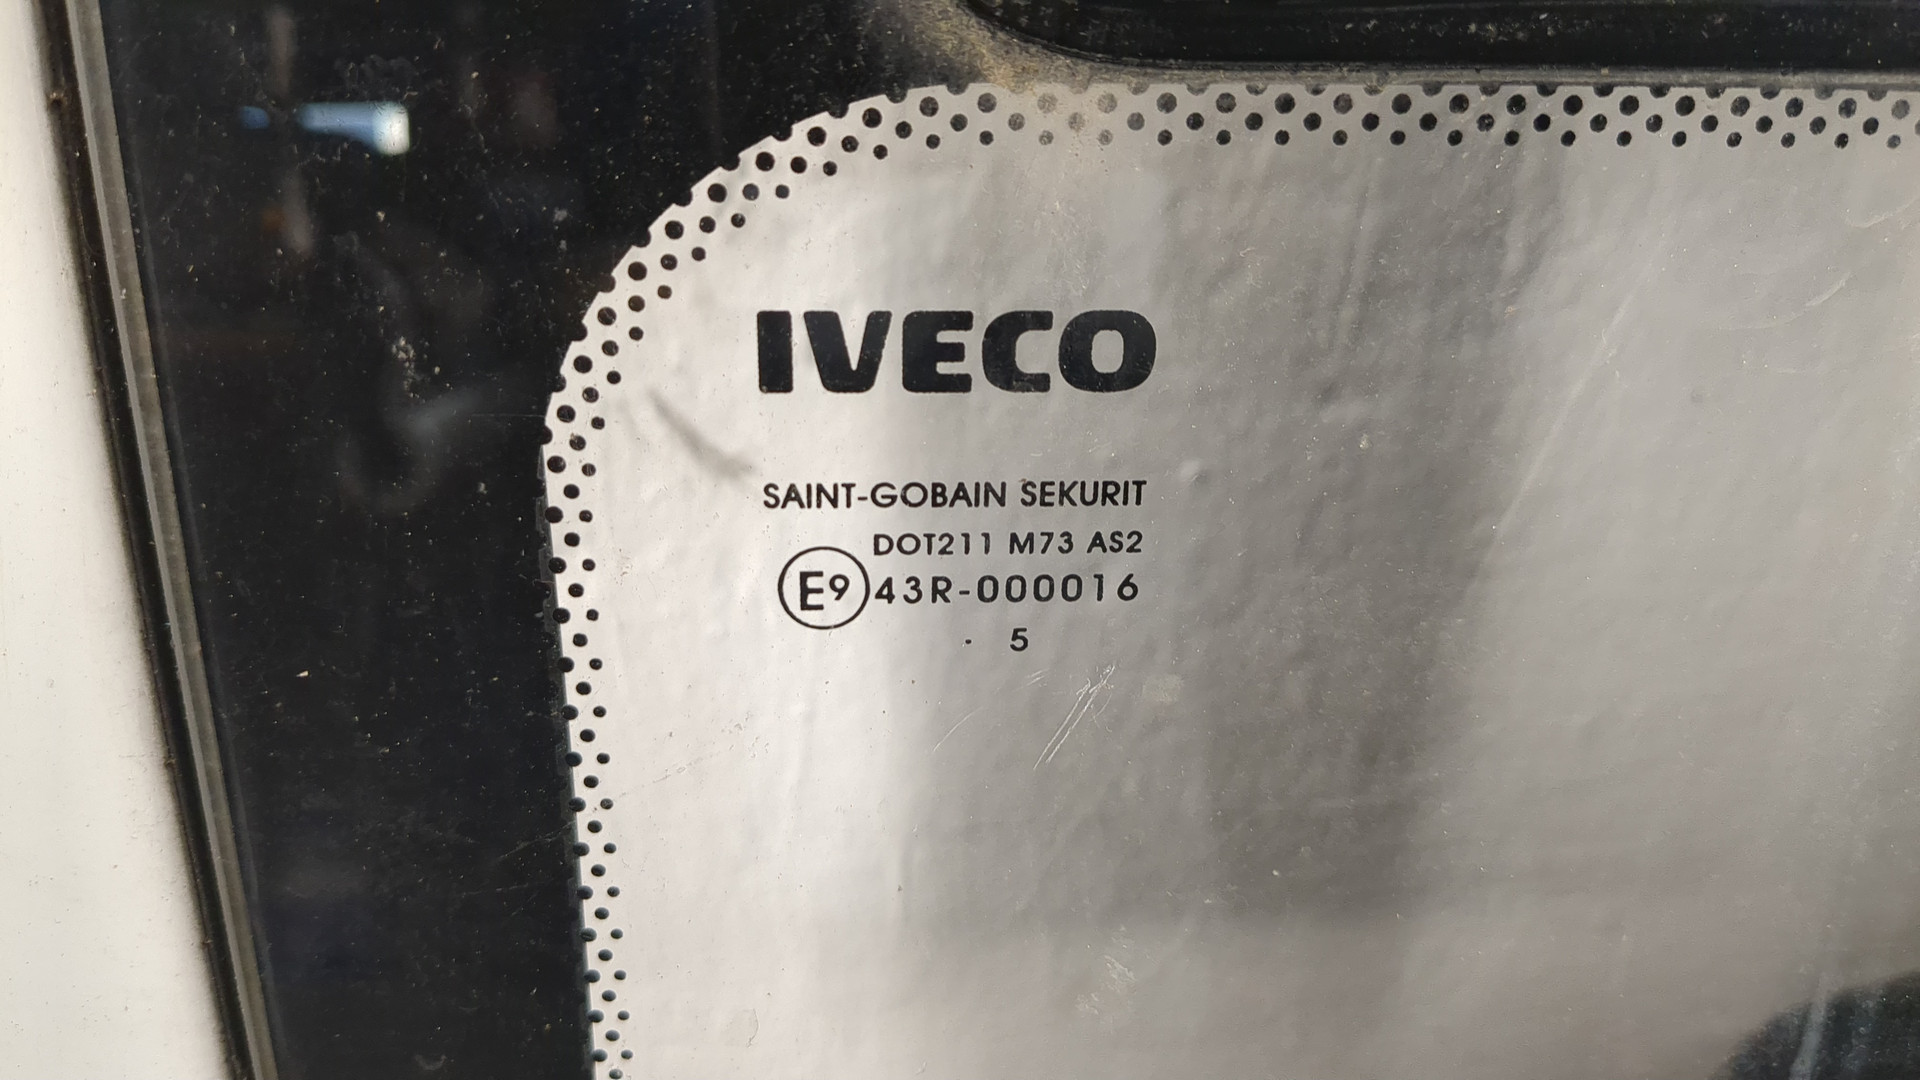 IVECO
SAINT-GOBAIN SEKURIT
DOT211 M73 AS2
E9 43R-000016
. 5